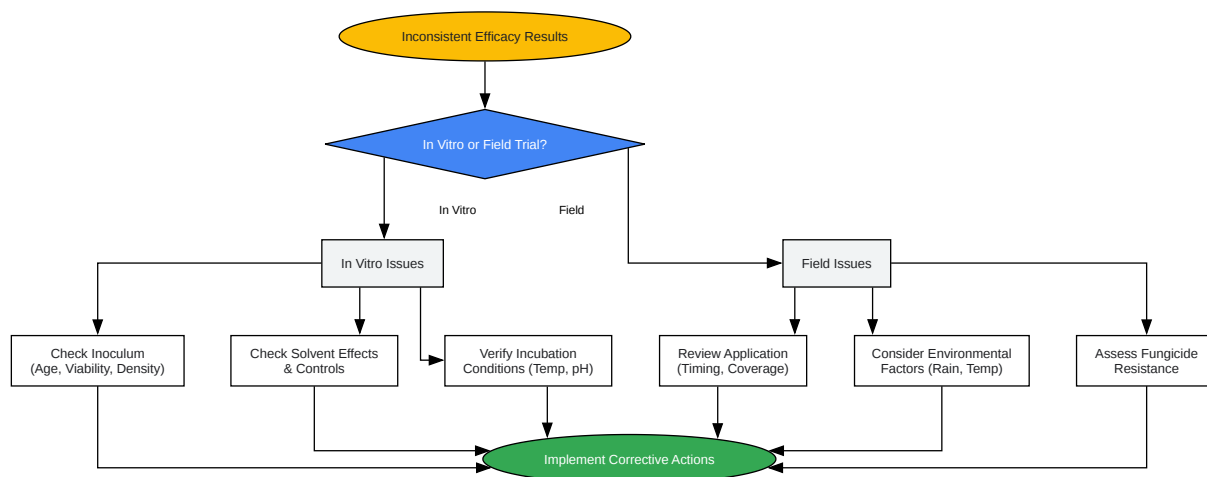 Inconsistent Efficacy Results
In Vitro or Field Trial?
In Vitro
Field
In Vitro Issues
Field Issues
Check Inoculum
(Age, Viability, Density)
Check Solvent Effects
& Controls
Verify Incubation
Conditions (Temp, pH)
Review Application
(Timing, Coverage)
Consider Environmental
Factors (Rain, Temp)
Assess Fungicide
Resistance
Implement Corrective Actions